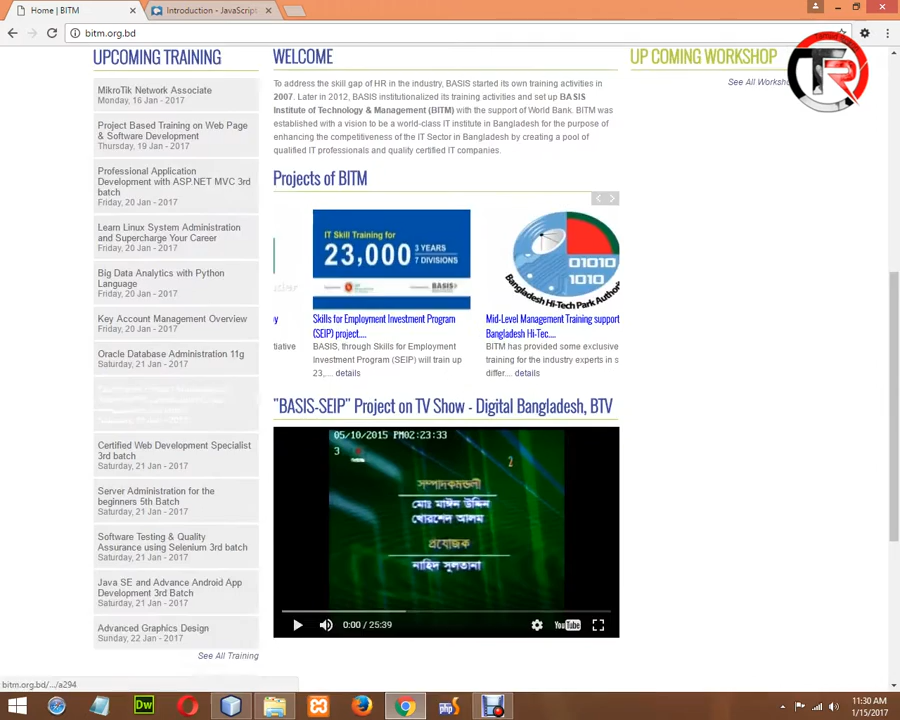 Home | BITM
Introduction - JavaScript
bitm.org.bd
UPCOMING TRAINING
MikroTik Network Associate
Monday, 16 Jan - 2017
Project Based Training on Web Page
& Software Development
Thursday, 19 Jan - 2017
Professional Application
Development with ASP.NET MVC 3rd
batch
Friday, 20 Jan - 2017
Learn Linux System Administration
and Supercharge Your Career
Friday, 20 Jan - 2017
Big Data Analytics with Python
Language
Friday, 20 Jan - 2017
Key Account Management Overview
Friday, 20 Jan - 2017
Oracle Database Administration 11g
Saturday, 21 Jan - 2017
Certified Web Development Specialist
3rd batch
Saturday, 21 Jan - 2017
Server Administration for the
beginners 5th Batch
Saturday, 21 Jan - 2017
Software Testing & Quality
Assurance using Selenium 3rd batch
Saturday, 21 Jan - 2017
Java SE and Advance Android App
Development 3rd Batch
Saturday, 21 Jan - 2017
Advanced Graphics Design
Sunday, 22 Jan - 2017
See All Training
WELCOME
To address the skill gap of HR in the industry, BASIS started its own training activities in
2007. Later in 2012, BASIS institutionalized its training activities and set up BASIS
Institute of Technology & Management (BITM) with the support of World Bank. BITM was
established with a vision to be a world-class IT institute in Bangladesh for the purpose of
enhancing the competitiveness of the IT Sector in Bangladesh by creating a pool of
qualified IT professionals and quality certified IT companies.
Projects of BITM
y
tiative
IT Skill Training for
23,000 3 YEARS
7 DIVISIONS
BASIS
Skills for Employment Investment Program
(SEIP) project....
BASIS, through Skills for Employment
Investment Program (SEIP) will train up
23,.... details
01010
1010
Bangladesh Hi-Tech Park Author
Mid-Level Management Training support
Bangladesh Hi-Tec....
BITM has provided some exclusive
training for the industry experts in s
differ.... details
"BASIS-SEIP" Project on TV Show - Digital Bangladesh, BTV
05/10/2015 PM02:23:33
3
2
সম্পাদকমন্ডলী
মোঃ মাঈন উদ্দিন
খোরশেদ আলম
প্রযোজক
নাহিদ সুলতানা
0:00 / 25:39
YouTube
UP COMING WORKSHOP
See All Worksh
TR
bitm.org.bd/.../a294
Dw
php
11:30 AM
1/15/2017